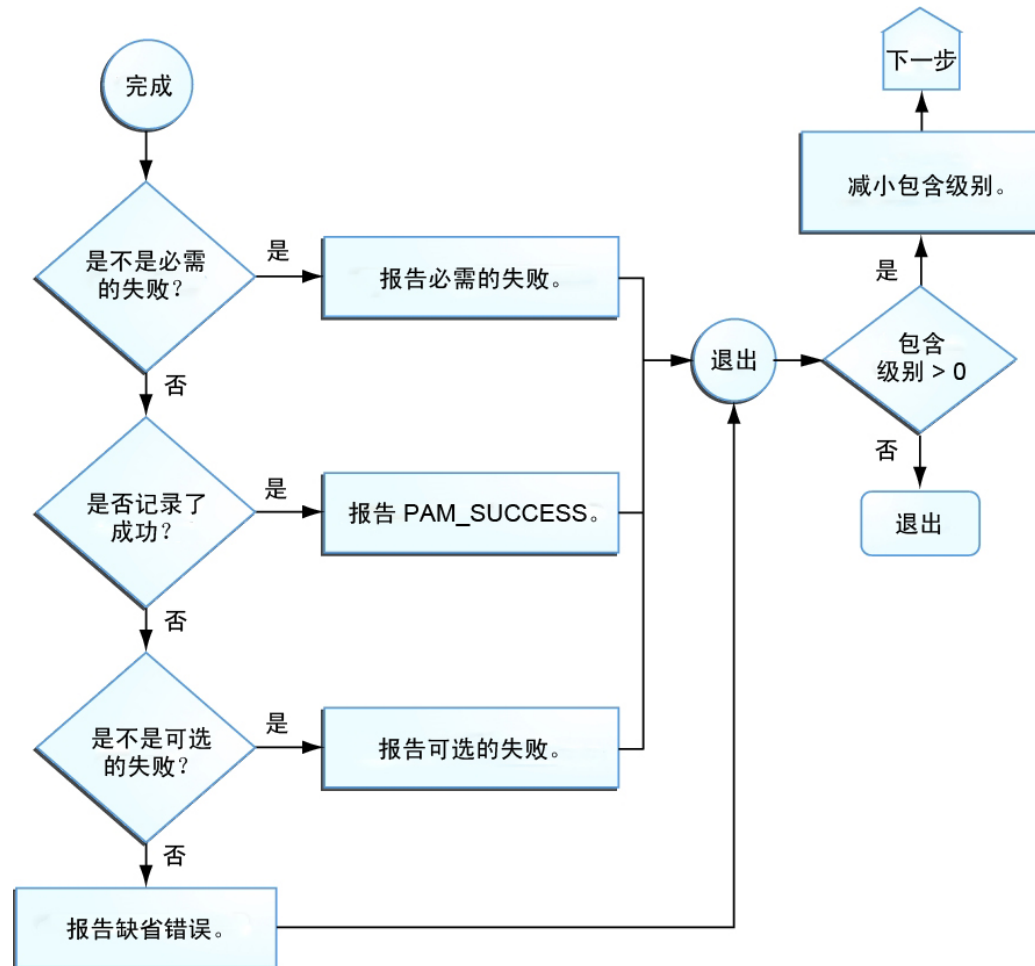 完成
下一步
减小包含级别。
是不是必需
的失败？
是
报告必需的失败。
是
退出
包含
级别 > 0
否
否
是否记录了
成功？
是
报告 PAM_SUCCESS。
退出
否
是不是可选
的失败？
是
报告可选的失败。
否
报告缺省错误。